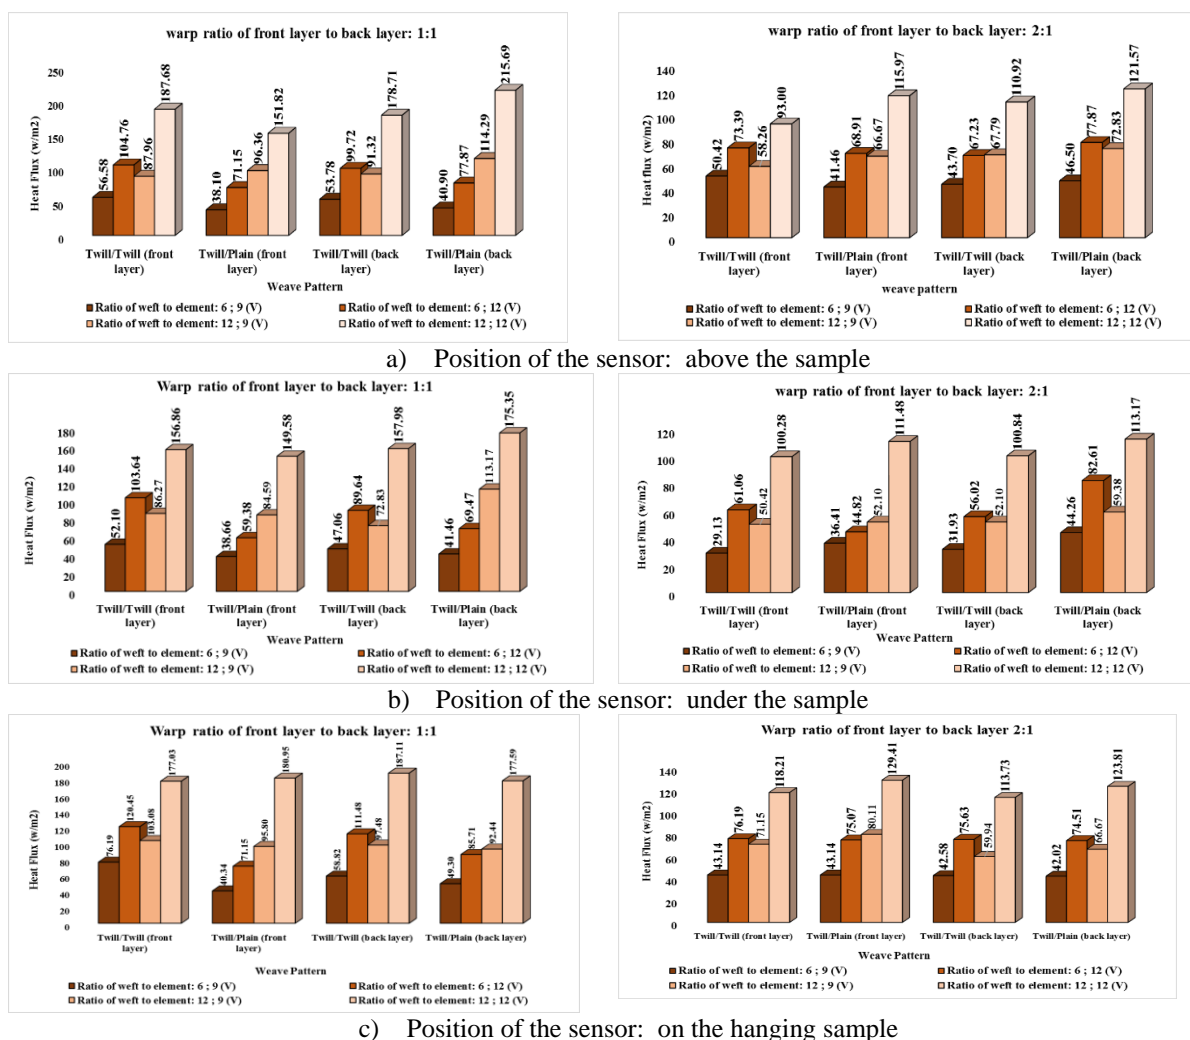 warp ratio of front layer to back layer: 1:1
Heat Flux (w/m2)
250
200
150
100
50
0
56.58
104.76
87.96
187.68
38.10
71.15
96.36
151.82
53.78
99.72
91.32
178.71
40.90
77.87
114.29
215.69
Twill/Twill (front layer)
Twill/Plain (front layer)
Twill/Twill (back layer)
Twill/Plain (back layer)
Weave Pattern
Ratio of weft to element: 6 ; 9 (V)
Ratio of weft to element: 6 ; 12 (V)
Ratio of weft to element: 12 ; 9 (V)
Ratio of weft to element: 12 ; 12 (V)
warp ratio of front layer to back layer: 2:1
Heat flux (w/m2)
140
120
100
80
60
40
20
0
50.42
73.39
58.26
93.00
41.46
68.91
66.67
115.97
43.70
67.23
67.79
110.92
46.50
77.87
72.83
121.57
Twill/Twill (front layer)
Twill/Plain (front layer)
Twill/Twill (back layer)
Twill/Plain (back layer)
weave pattern
Ratio of weft to element: 6 ; 9 (V)
Ratio of weft to element: 6 ; 12 (V)
Ratio of weft to element: 12 ; 9 (V)
Ratio of weft to element: 12 ; 12 (V)
a) Position of the sensor: above the sample
Warp ratio of front layer to back layer: 1:1
Heat Flux (w/m2)
180
160
140
120
100
80
60
40
20
0
52.10
103.64
86.27
156.86
38.66
59.38
84.59
149.58
47.06
89.64
72.83
157.98
41.46
69.47
113.17
175.35
Twill/Twill (front layer)
Twill/Plain (front layer)
Twill/Twill (back layer)
Twill/Plain (back layer)
Weave Pattern
Ratio of weft to element: 6 ; 9 (V)
Ratio of weft to element: 6 ; 12 (V)
Ratio of weft to element: 12 ; 9 (V)
Ratio of weft to element: 12 ; 12 (V)
warp ratio of front layer to back layer: 2:1
Heat Flux (w/m2)
120
100
80
60
40
20
0
29.13
61.06
50.42
100.28
36.41
44.82
52.10
111.48
31.93
56.02
52.10
100.84
44.26
82.61
59.38
113.17
Twill/Twill (front layer)
Twill/Plain (front layer)
Twill/Twill (back layer)
Twill/Plain (back layer)
Weave Pattern
Ratio of weft to element: 6 ; 9 (V)
Ratio of weft to element: 6 ; 12 (V)
Ratio of weft to element: 12 ; 9 (V)
Ratio of weft to element: 12 ; 12 (V)
b) Position of the sensor: under the sample
Warp ratio of front layer to back layer: 1:1
Heat Flux (w/m2)
200
180
160
140
120
100
80
60
40
20
0
76.19
120.45
103.08
177.03
40.34
71.15
95.80
180.95
58.82
111.48
97.48
187.11
49.30
85.71
92.44
177.59
Twill/Twill (front layer)
Twill/Plain (front layer)
Twill/Twill (back layer)
Twill/Plain (back layer)
Weave Pattern
Ratio of weft to element: 6 ; 9 (V)
Ratio of weft to element: 6 ; 12 (V)
Ratio of weft to element: 12 ; 9 (V)
Ratio of weft to element: 12 ; 12 (V)
Warp ratio of front layer to back layer 2:1
Heat Flux (w/m2)
140
120
100
80
60
40
20
0
43.14
76.19
71.15
118.21
43.14
75.07
80.11
129.41
42.58
75.63
59.94
113.73
42.02
74.51
66.67
123.81
Twill/Twill (front layer)
Twill/Plain (front layer)
Twill/Twill (back layer)
Twill/Plain (back layer)
Weave Pattern
Ratio of weft to element: 6 ; 9 (V)
Ratio of weft to element: 6 ; 12 (V)
Ratio of weft to element: 12 ; 9 (V)
Ratio of weft to element: 12 ; 12 (V)
c) Position of the sensor: on the hanging sample